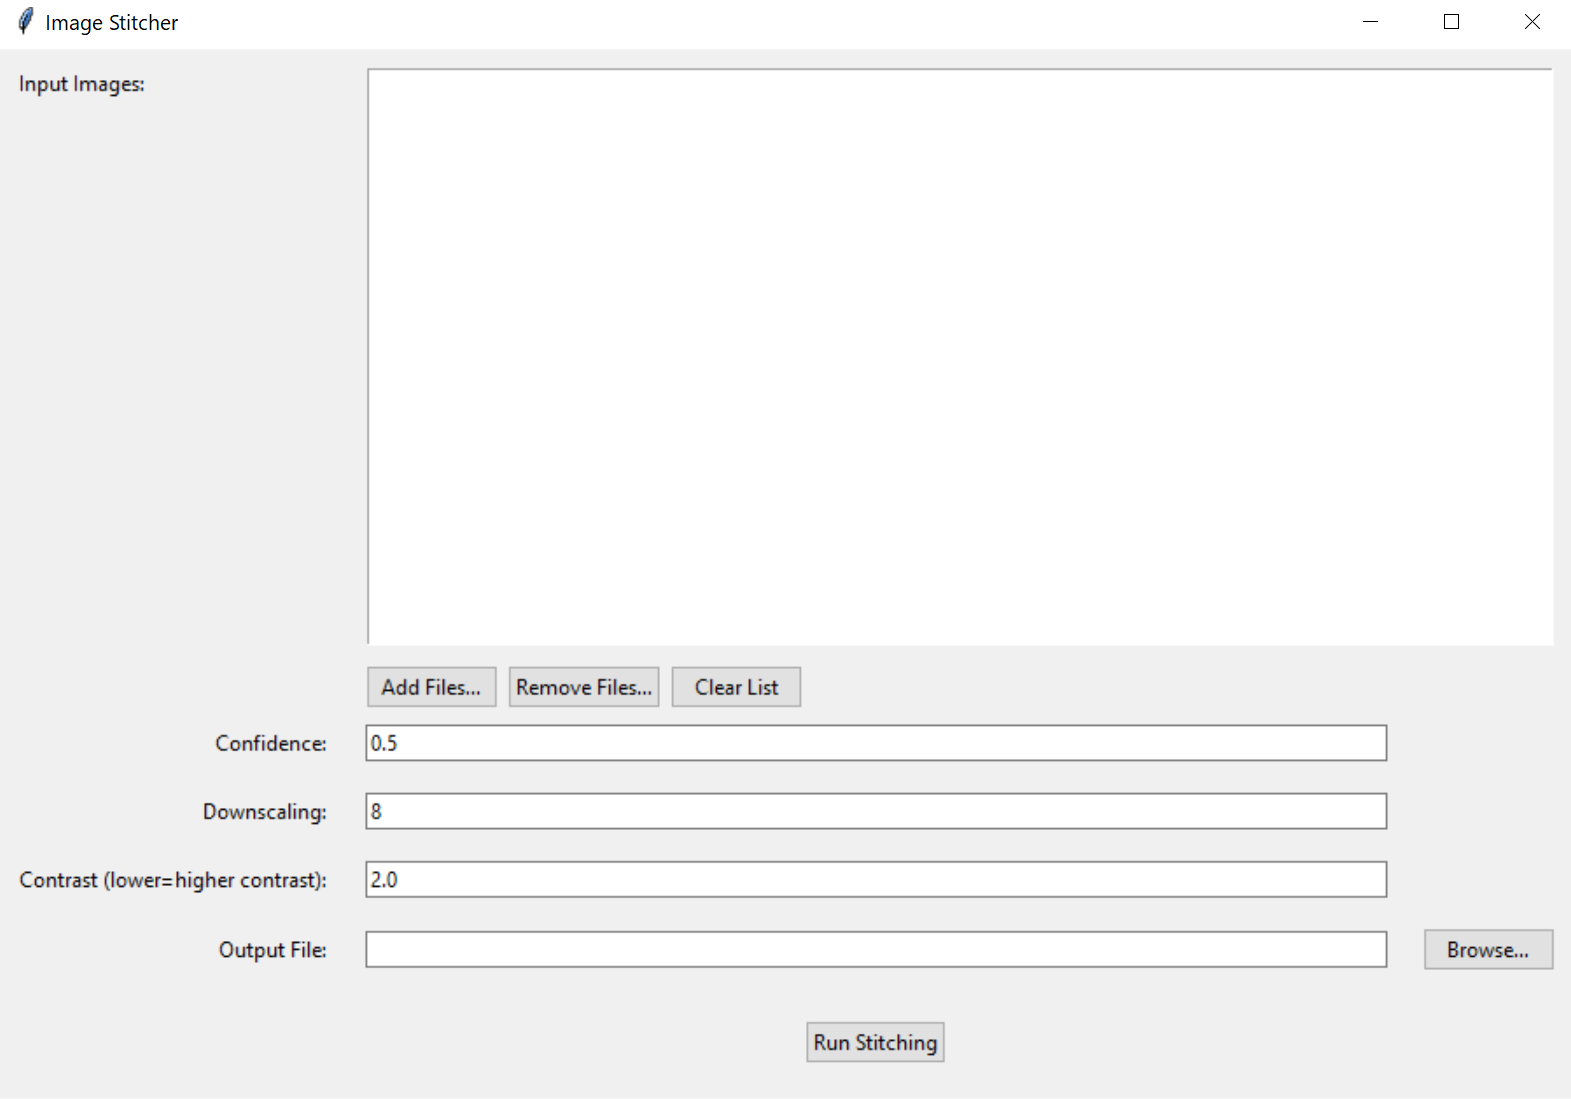 Image Stitcher
Input Images:
Add Files... Remove Files... Clear List
Confidence: 0.5
Downscaling: 8
Contrast (lower=higher contrast): 2.0
Output File: Browse...
Run Stitching